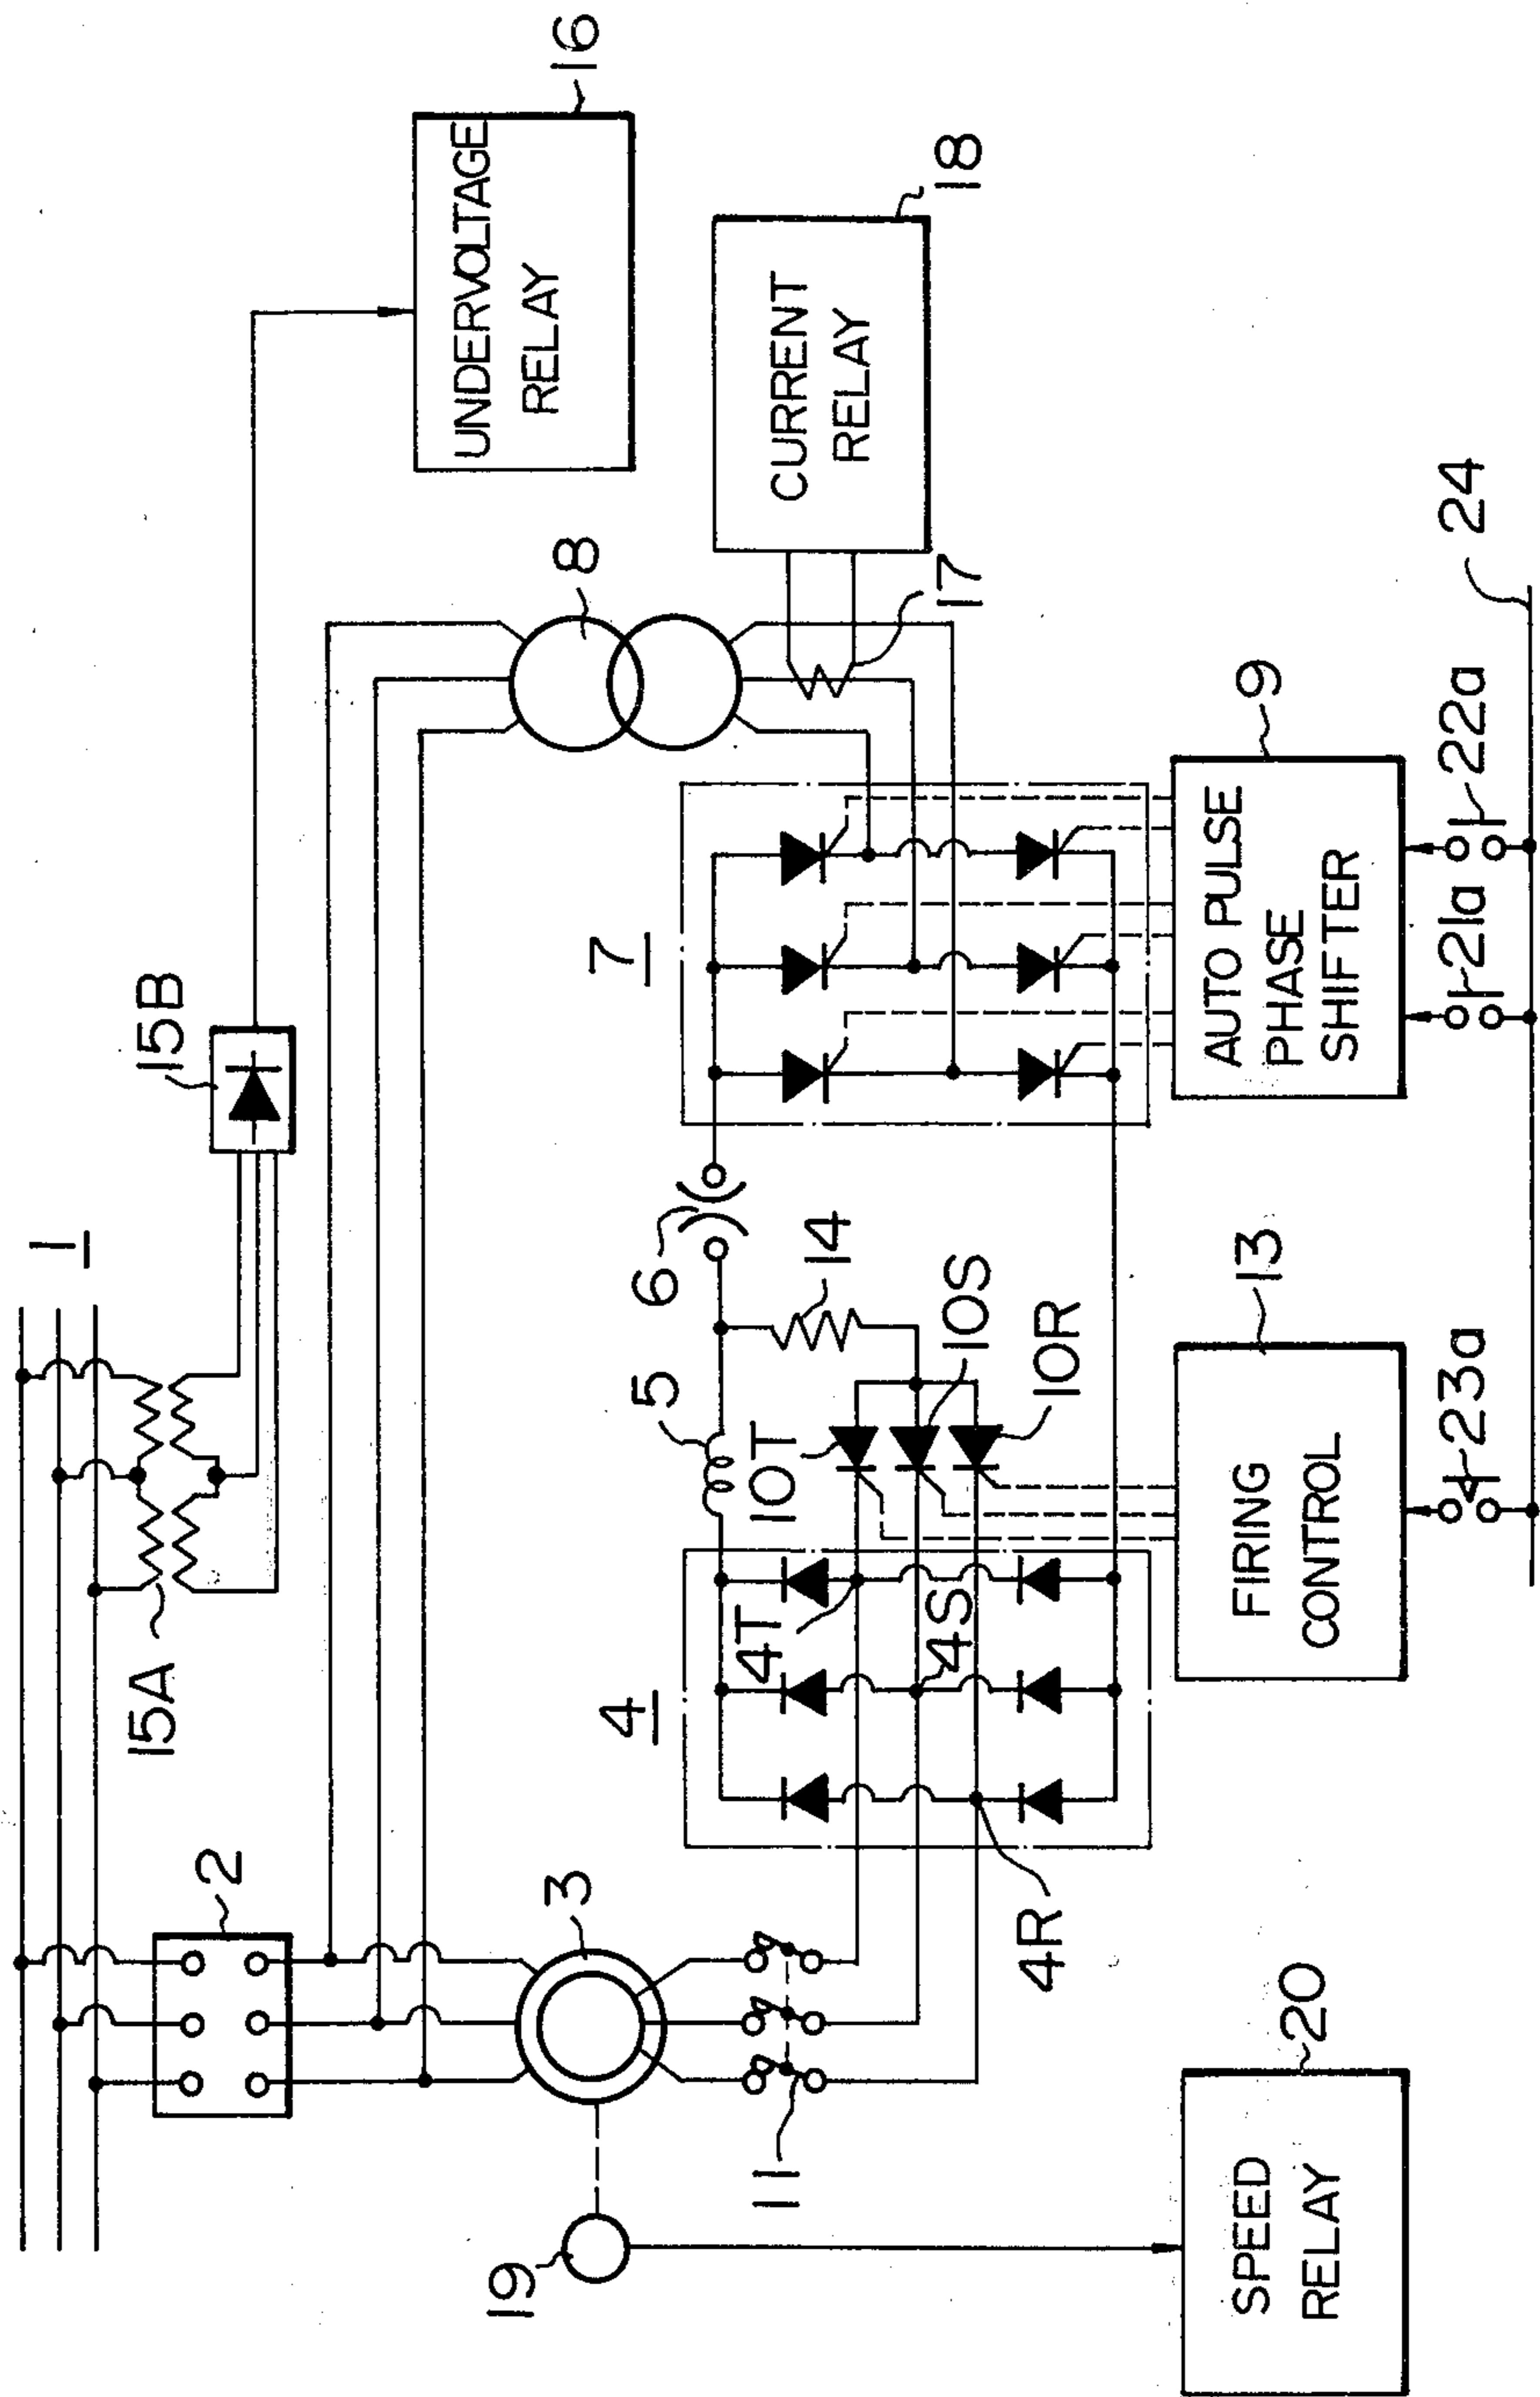 1
15A
15B
UNDERVOLTAGE
RELAY
16
2
3
8
19
11
4
4T
4S
4R
5
10T
10S
10R
14
6
7
17
CURRENT
RELAY
18
SPEED
RELAY
20
FIRING
CONTROL
13
AUTO PULSE
PHASE
SHIFTER
9
23a
21a
22a
24